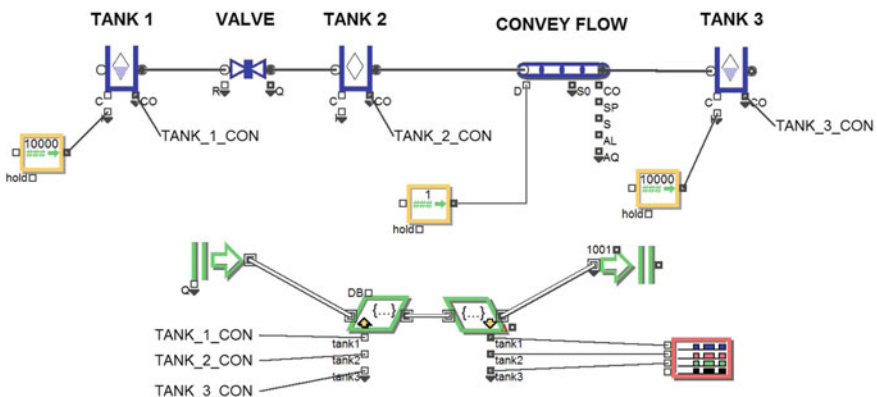 TANK 1 VALVE TANK 2 CONVEY FLOW TANK 3
C CO R Q C CO D S0 CO C CO
SP
S
AL
AQ
TANK_1_CON TANK_2_CON TANK_3_CON
10000 1 10000
hold hold hold
1001
Q DB
{...} {...}
TANK_1_CON tank1 tank1
TANK_2_CON tank2 tank2
TANK_3_CON tank3 tank3